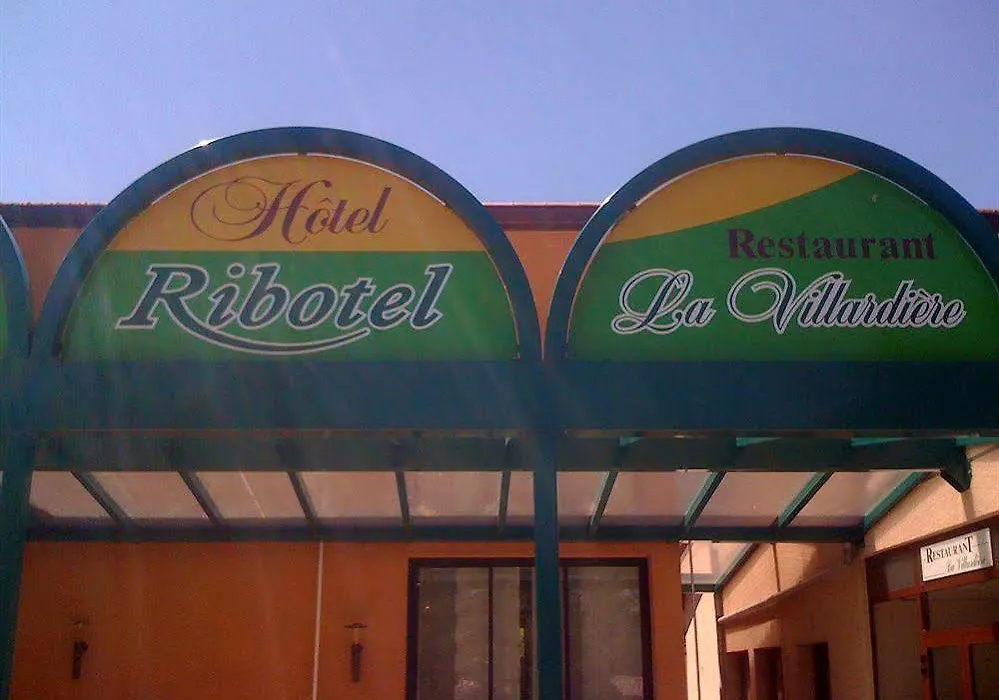 Hôtel
Ribotel
Restaurant
La Villardière
RESTAURANT
La Villardière